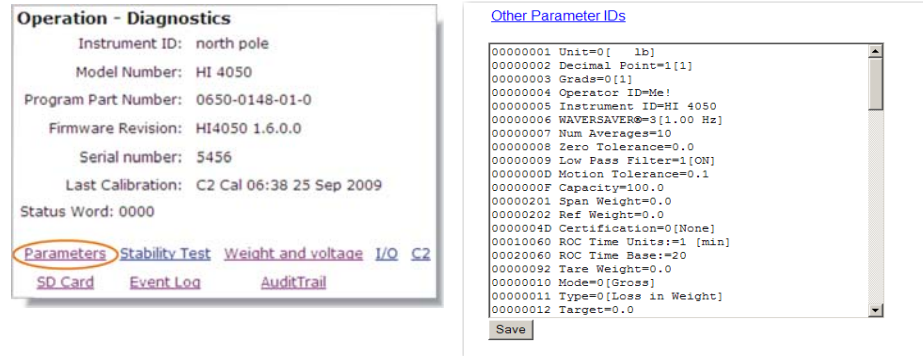 Operation - Diagnostics
Instrument ID: north pole
Model Number: HI 4050
Program Part Number: 0650-0148-01-0
Firmware Revision: HI4050 1.6.0.0
Serial number: 5456
Last Calibration: C2 Cal 06:38 25 Sep 2009
Status Word: 0000
Parameters Stability Test Weight and voltage I/O C2
SD Card Event Log AuditTrail
Other Parameter IDs
00000001 Unit=0[   lb]
00000002 Decimal Point=1[1]
00000003 Grads=0[1]
00000004 Operator ID=Me!
00000005 Instrument ID=HI 4050
00000006 WAVERSAVER®=3[1.00 Hz]
00000007 Num Averages=10
00000008 Zero Tolerance=0.0
00000009 Low Pass Filter=1[ON]
0000000D Motion Tolerance=0.1
0000000F Capacity=100.0
00000201 Span Weight=0.0
00000202 Ref Weight=0.0
0000004D Certification=0[None]
00010060 ROC Time Units:=1 [min]
00020060 ROC Time Base:=20
00000092 Tare Weight=0.0
00000010 Mode=0[Gross]
00000011 Type=0[Loss in Weight]
00000012 Target=0.0
Save